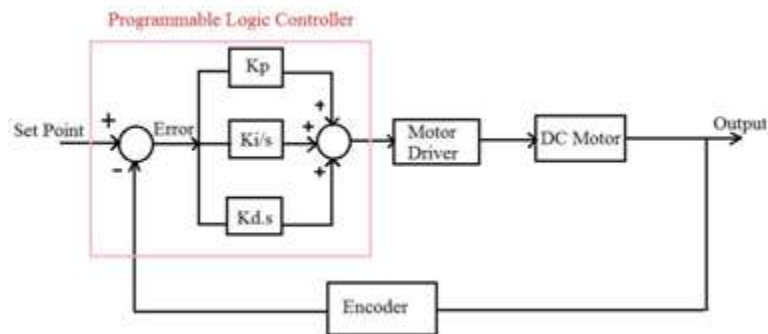 Programmable Logic Controller
Kp
+
+
Set Point
Error
Ki/s
+
Motor
Driver
DC Motor
Output
-
+
Kd.s
Encoder